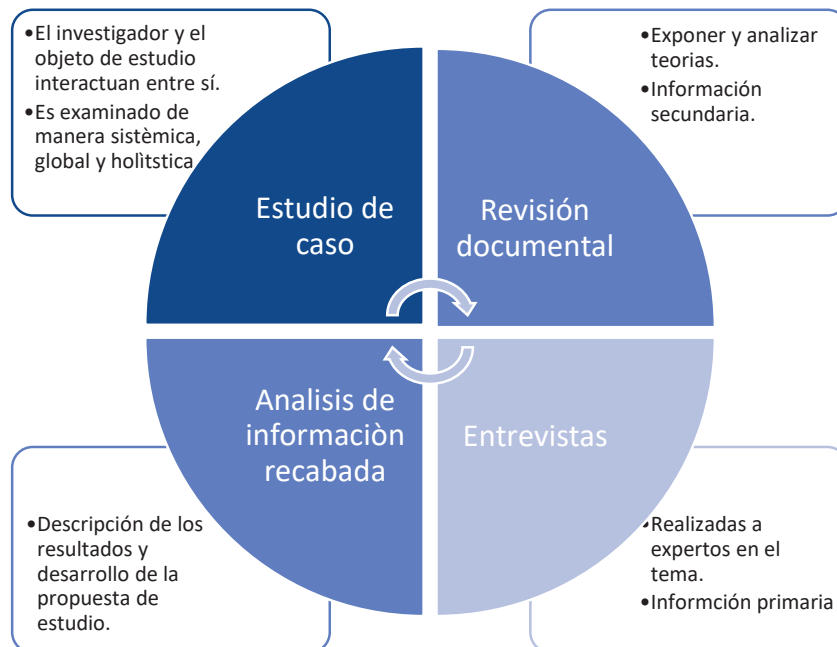 •El investigador y el
objeto de estudio
interactuan entre sí.
•Es examinado de
manera sistèmica,
global y holìtstica
•Exponer y analizar
teorias.
•Información
secundaria.
Estudio de
caso
Revisión
documental
Analisis de
informaciòn
recabada
Entrevistas
•Descripción de los
resultados y
desarrollo de la
propuesta de
estudio.
•Realizadas a
expertos en el
tema.
•Informción primaria